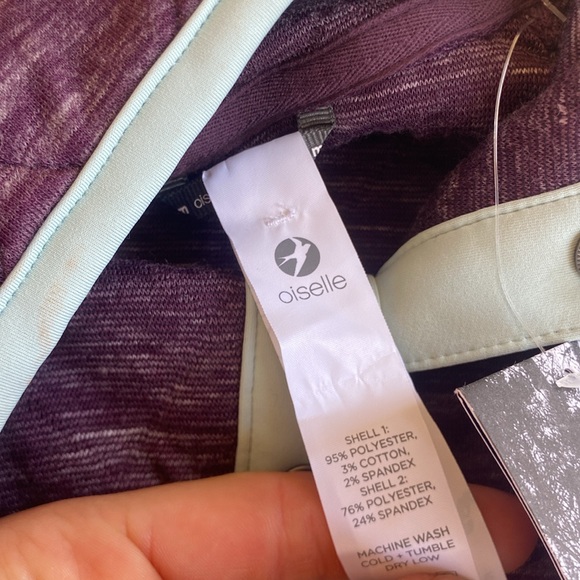 oiselle
SHELL 1:
95% POLYESTER,
3% COTTON,
2% SPANDEX
SHELL 2:
76% POLYESTER,
24% SPANDEX
MACHINE WASH
COLD + TUMBLE
DRY LOW